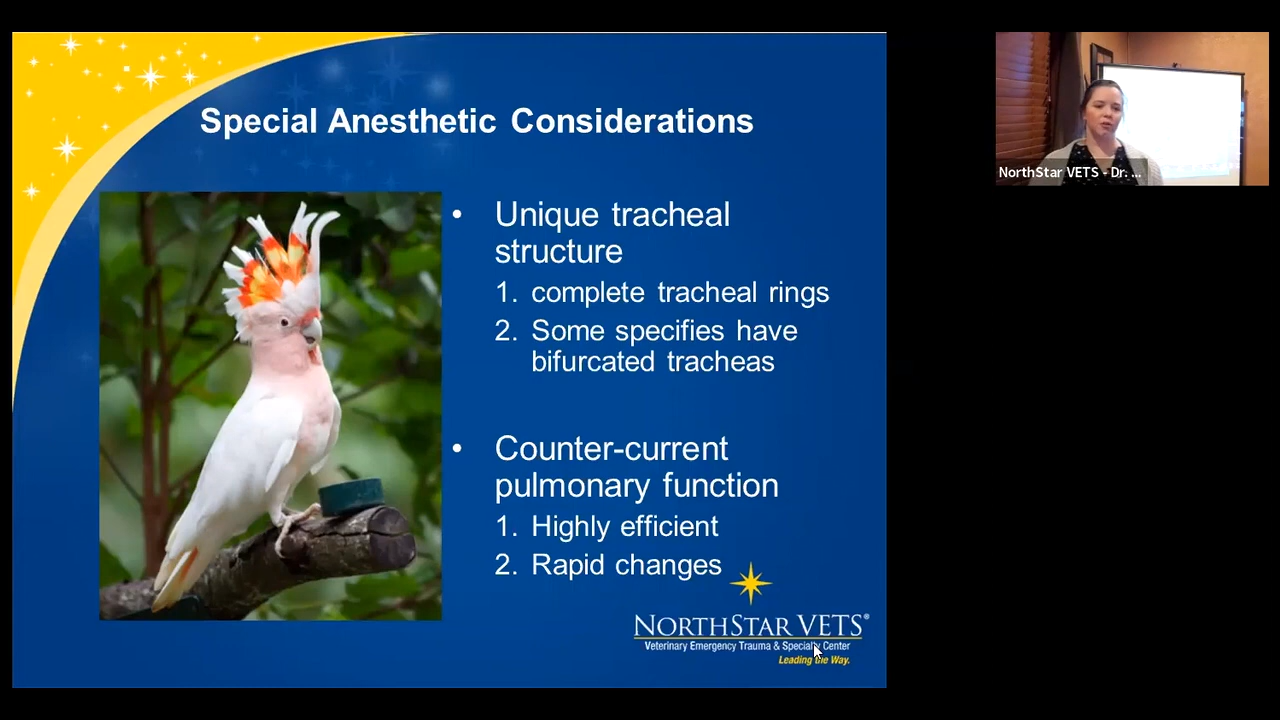 Special Anesthetic Considerations
• Unique tracheal
structure
1. complete tracheal rings
2. Some specifies have
bifurcated tracheas
• Counter-current
pulmonary function
1. Highly efficient
2. Rapid changes
NORTHSTAR VETS®
Veterinary Emergency Trauma & Specialty Center
Leading the Way.
NorthStar VETS - Dr. ...